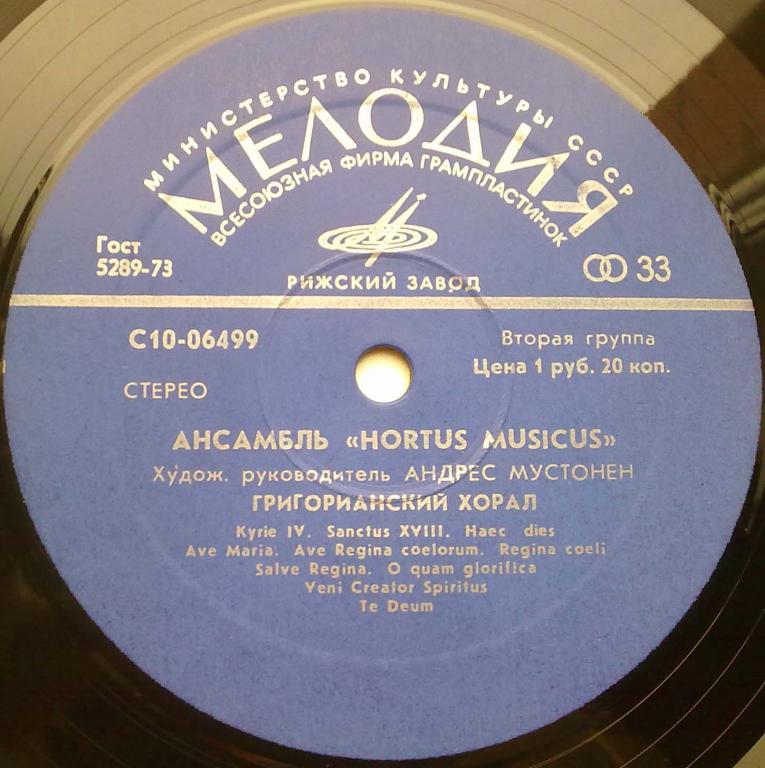 МИНИСТЕРСТВО КУЛЬТУРЫ СССР
МЕЛОДИЯ
ВСЕСОЮЗНАЯ ФИРМА ГРАМПЛАСТИНОК
Гост
5289-73
33
РИЖСКИЙ ЗАВОД
С10-06499
Вторая группа
Цена 1 руб. 20 коп.
СТЕРЕО
АНСАМБЛЬ «HORTUS MUSICUS»
Худож. руководитель АНДРЕС МУСТОНЕН
ГРИГОРИАНСКИЙ ХОРАЛ
Kyrie IV. Sanctus XVIII. Haec dies
Ave Maria. Ave Regina coelorum. Regina coeli
Salve Regina. O quam glorifica
Veni Creator Spiritus
Te Deum